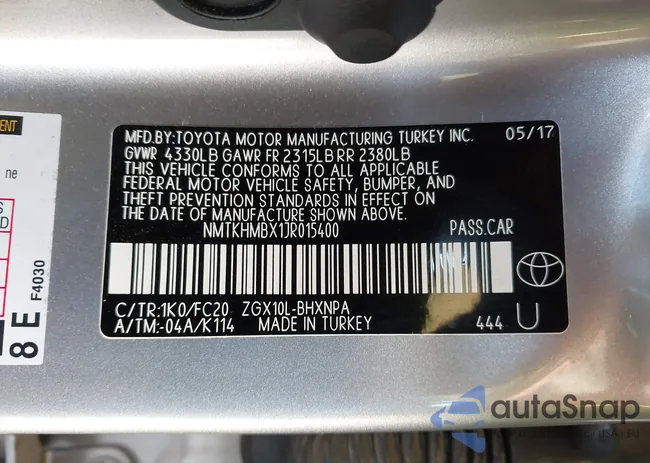 MFD.BY:TOYOTA MOTOR MANUFACTURING TURKEY INC. 05/17
GVWR 4330LB GAWR FR 2315LB RR 2380LB
THIS VEHICLE CONFORMS TO ALL APPLICABLE
FEDERAL MOTOR VEHICLE SAFETY, BUMPER, AND
THEFT PREVENTION STANDARDS IN EFFECT ON
THE DATE OF MANUFACTURE SHOWN ABOVE.
NMTKHMBX1JR015400 PASS.CAR
C/TR:1K0/FC20 ZGX10L-BHXNPA
A/TM:-04A/K114 MADE IN TURKEY 444 U
ne
8 E
F4030
autaSnap